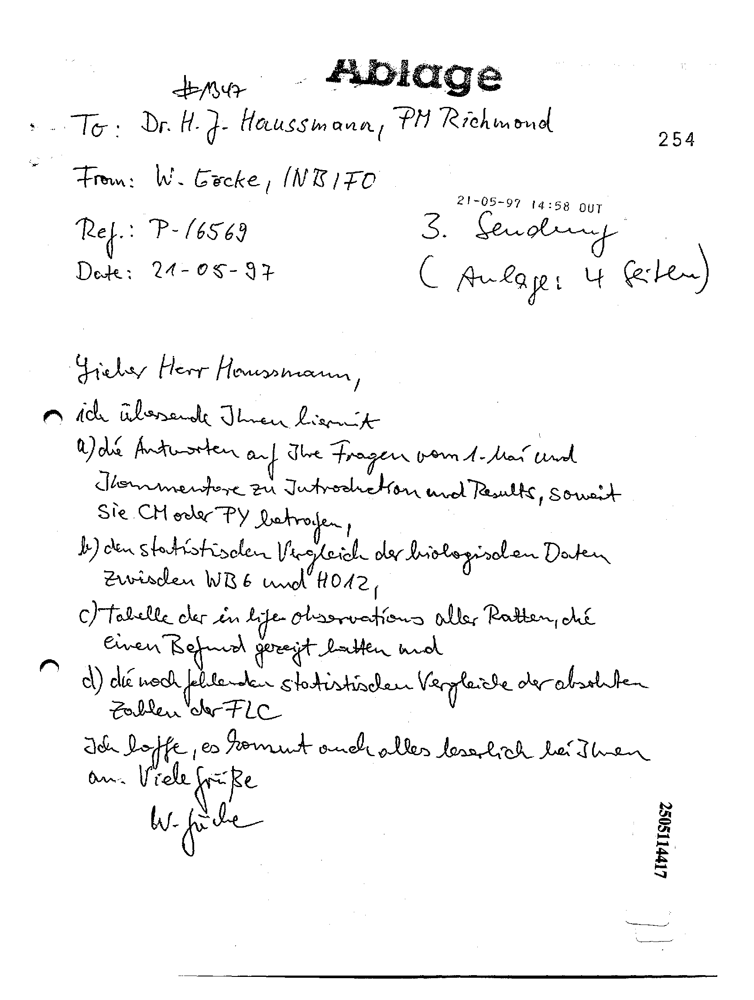 Ablage
#1347
To: Dr. H. J. Haussmann, PM Richmond
254
From: W. Göcke, INBIFO
21-05-97 14:58 OUT
Ref.: P-16569
3. Sendung
Date: 21-05-97
(Anlage: 4 Seiten)
Lieber Herr Haussmann,
ich übersende Ihnen hiermit
a) die Antworten auf Ihre Fragen vom 1. Mai und
Kommentare zu Introduction und Results, soweit
sie CM oder PY betrafen,
b) den statistischen Vergleich der biologischen Daten
zwischen WB6 und HO12,
c) Tabelle der in life observations aller Ratten, die
einen Befund gezeigt hatten und
d) die noch fehlenden statistischen Vergleiche der absoluten
Zahlen der FLC
Ich hoffe, es kommt auch alles leserlich bei Ihnen
an. Viele Grüße
W. Göcke
2505114417